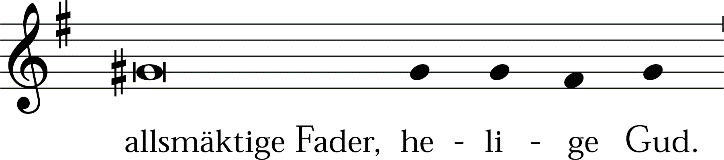 allsmäktige Fader, he - li - ge Gud.